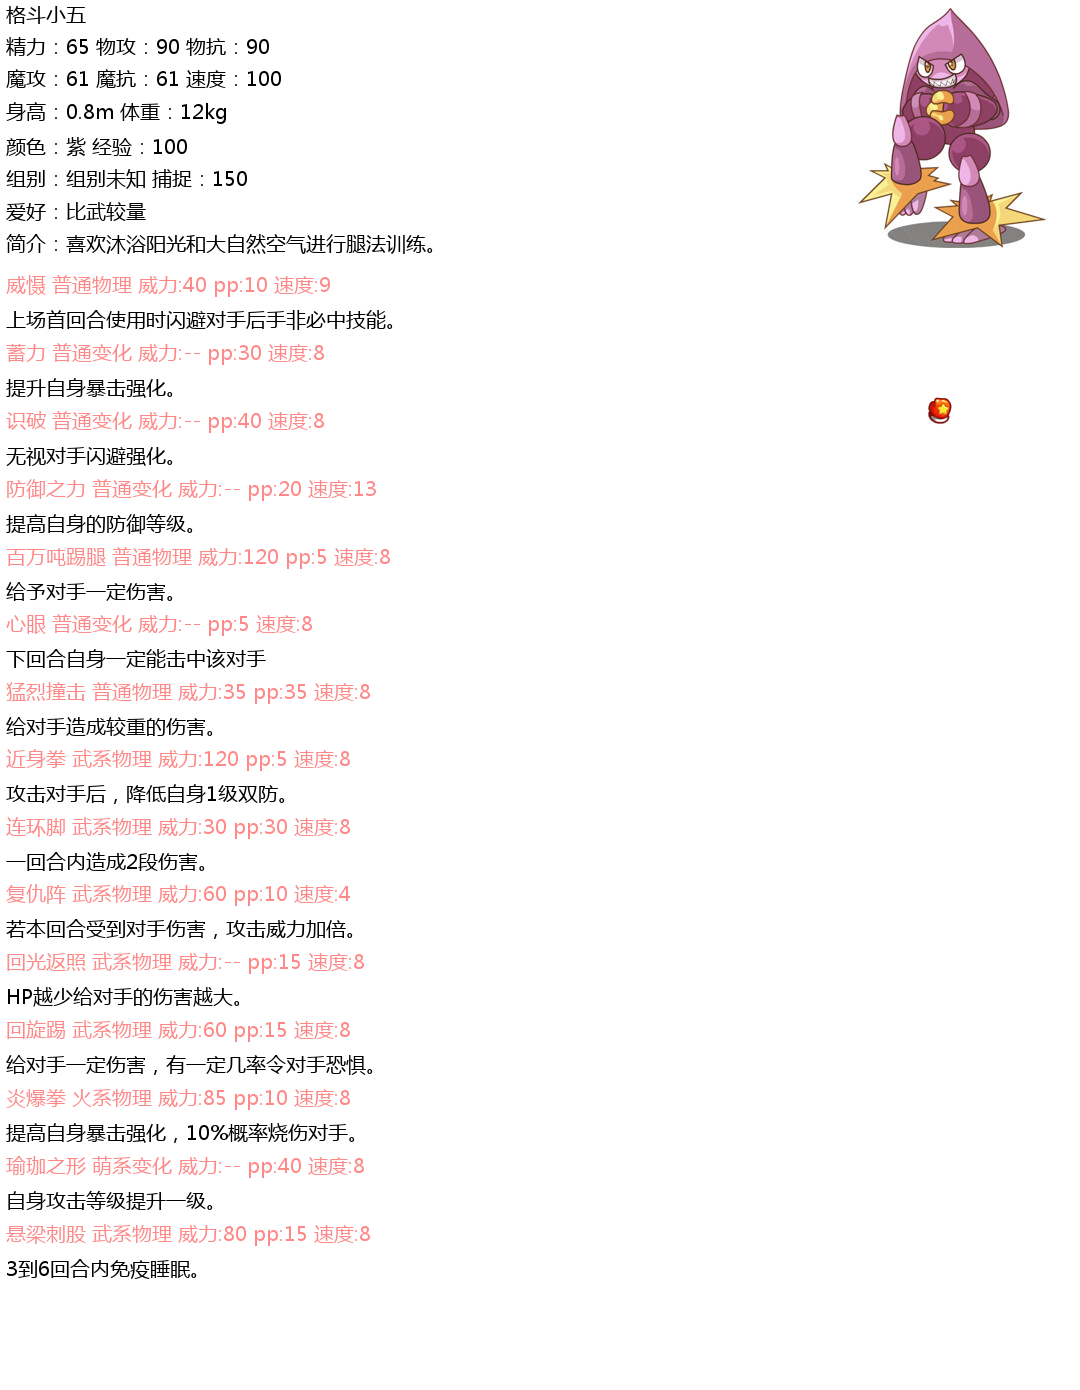 格斗小五
精力：65 物攻：90 物抗：90
魔攻：61 魔抗：61 速度：100
身高：0.8m 体重：12kg
颜色：紫 经验：100
组别：组别未知 捕捉：150
爱好：比武较量
简介：喜欢沐浴阳光和大自然空气进行腿法训练。
威慑 普通物理 威力:40 pp:10 速度:9
上场首回合使用时闪避对手后手非必中技能。
蓄力 普通变化 威力:-- pp:30 速度:8
提升自身暴击强化。
识破 普通变化 威力:-- pp:40 速度:8
无视对手闪避强化。
防御之力 普通变化 威力:-- pp:20 速度:13
提高自身的防御等级。
百万吨踢腿 普通物理 威力:120 pp:5 速度:8
给予对手一定伤害。
心眼 普通变化 威力:-- pp:5 速度:8
下回合自身一定能击中该对手
猛烈撞击 普通物理 威力:35 pp:35 速度:8
给对手造成较重的伤害。
近身拳 武系物理 威力:120 pp:5 速度:8
攻击对手后，降低自身1级双防。
连环脚 武系物理 威力:30 pp:30 速度:8
一回合内造成2段伤害。
复仇阵 武系物理 威力:60 pp:10 速度:4
若本回合受到对手伤害，攻击威力加倍。
回光返照 武系物理 威力:-- pp:15 速度:8
HP越少给对手的伤害越大。
回旋踢 武系物理 威力:60 pp:15 速度:8
给对手一定伤害，有一定几率令对手恐惧。
炎爆拳 火系物理 威力:85 pp:10 速度:8
提高自身暴击强化，10%概率烧伤对手。
瑜珈之形 萌系变化 威力:-- pp:40 速度:8
自身攻击等级提升一级。
悬梁刺股 武系物理 威力:80 pp:15 速度:8
3到6回合内免疫睡眠。